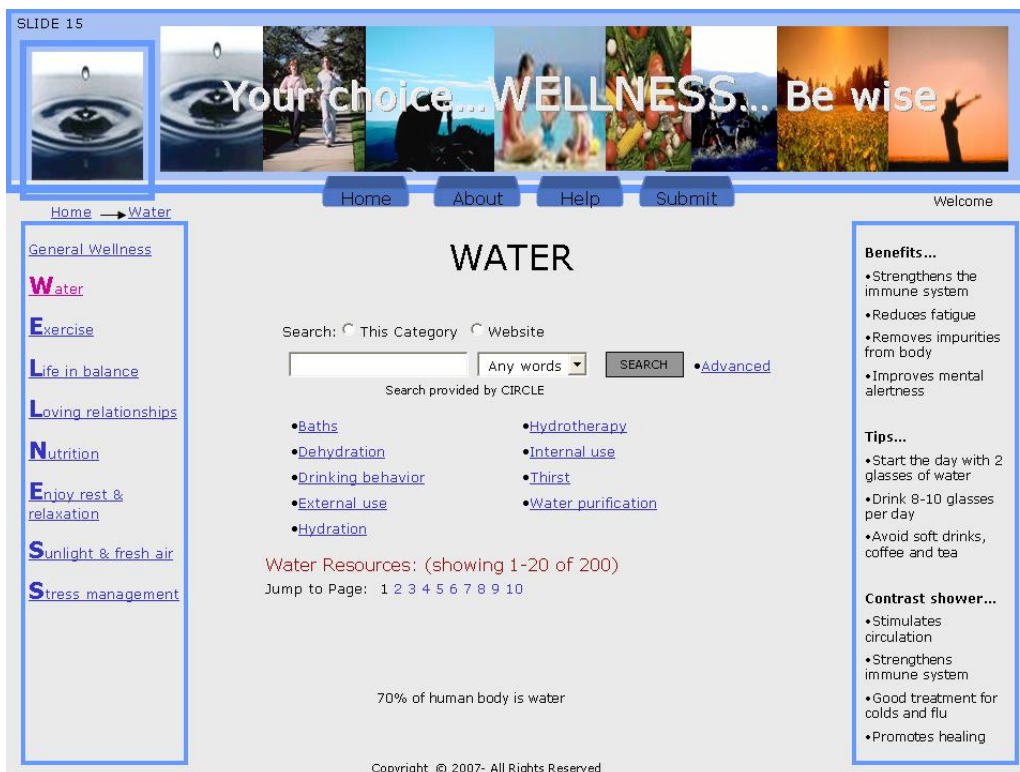 SLIDE 15
Your choice...WELLNESS... Be wise
Home About Help Submit
Home Water
Welcome
General Wellness
Water
Exercise
Life in balance
Loving relationships
Nutrition
Enjoy rest &
relaxation
Sunlight & fresh air
Stress management
WATER
Search: This Category Website
Any words SEARCH •Advanced
Search provided by CIRCLE
•Baths
•Dehydration
•Drinking behavior
•External use
•Hydration
•Hydrotherapy
•Internal use
•Thirst
•Water purification
Water Resources: (showing 1-20 of 200)
Jump to Page: 1 2 3 4 5 6 7 8 9 10
70% of human body is water
Copyright © 2007- All Rights Reserved
Benefits...
•Strengthens the
immune system
•Reduces fatigue
•Removes impurities
from body
•Improves mental
alertness
Tips...
•Start the day with 2
glasses of water
•Drink 8-10 glasses
per day
•Avoid soft drinks,
coffee and tea
Contrast shower...
•Stimulates
circulation
•Strengthens
immune system
•Good treatment for
colds and flu
•Promotes healing